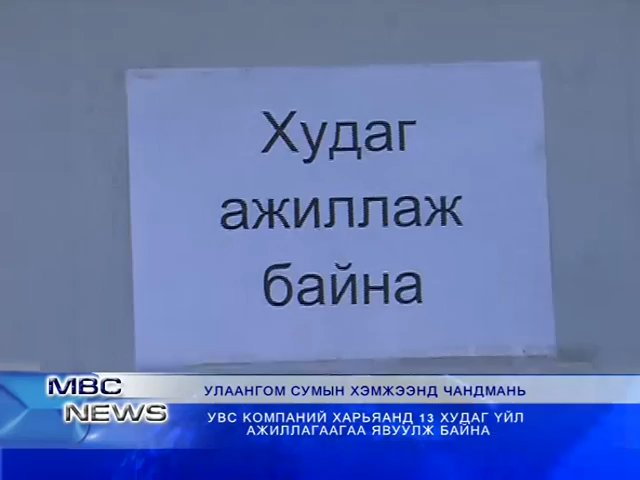 Худаг
ажиллаж
байна
MBC
NEWS
УЛААНГОМ СУМЫН ХЭМЖЭЭНД ЧАНДМАНЬ
УВС КОМПАНИЙ ХАРЬЯАНД 13 ХУДАГ ҮЙЛ
АЖИЛЛАГААГАА ЯВУУЛЖ БАЙНА